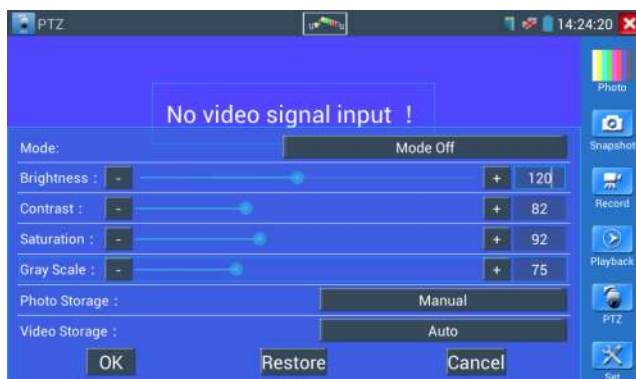 PTZ
14:24:20
No video signal input !
Mode: Mode Off
Brightness : - + 120
Contrast : - + 82
Saturation : - + 92
Gray Scale : - + 75
Photo Storage : Manual
Video Storage : Auto
OK Restore Cancel
Photo
Snapshot
Record
Playback
PTZ
Set